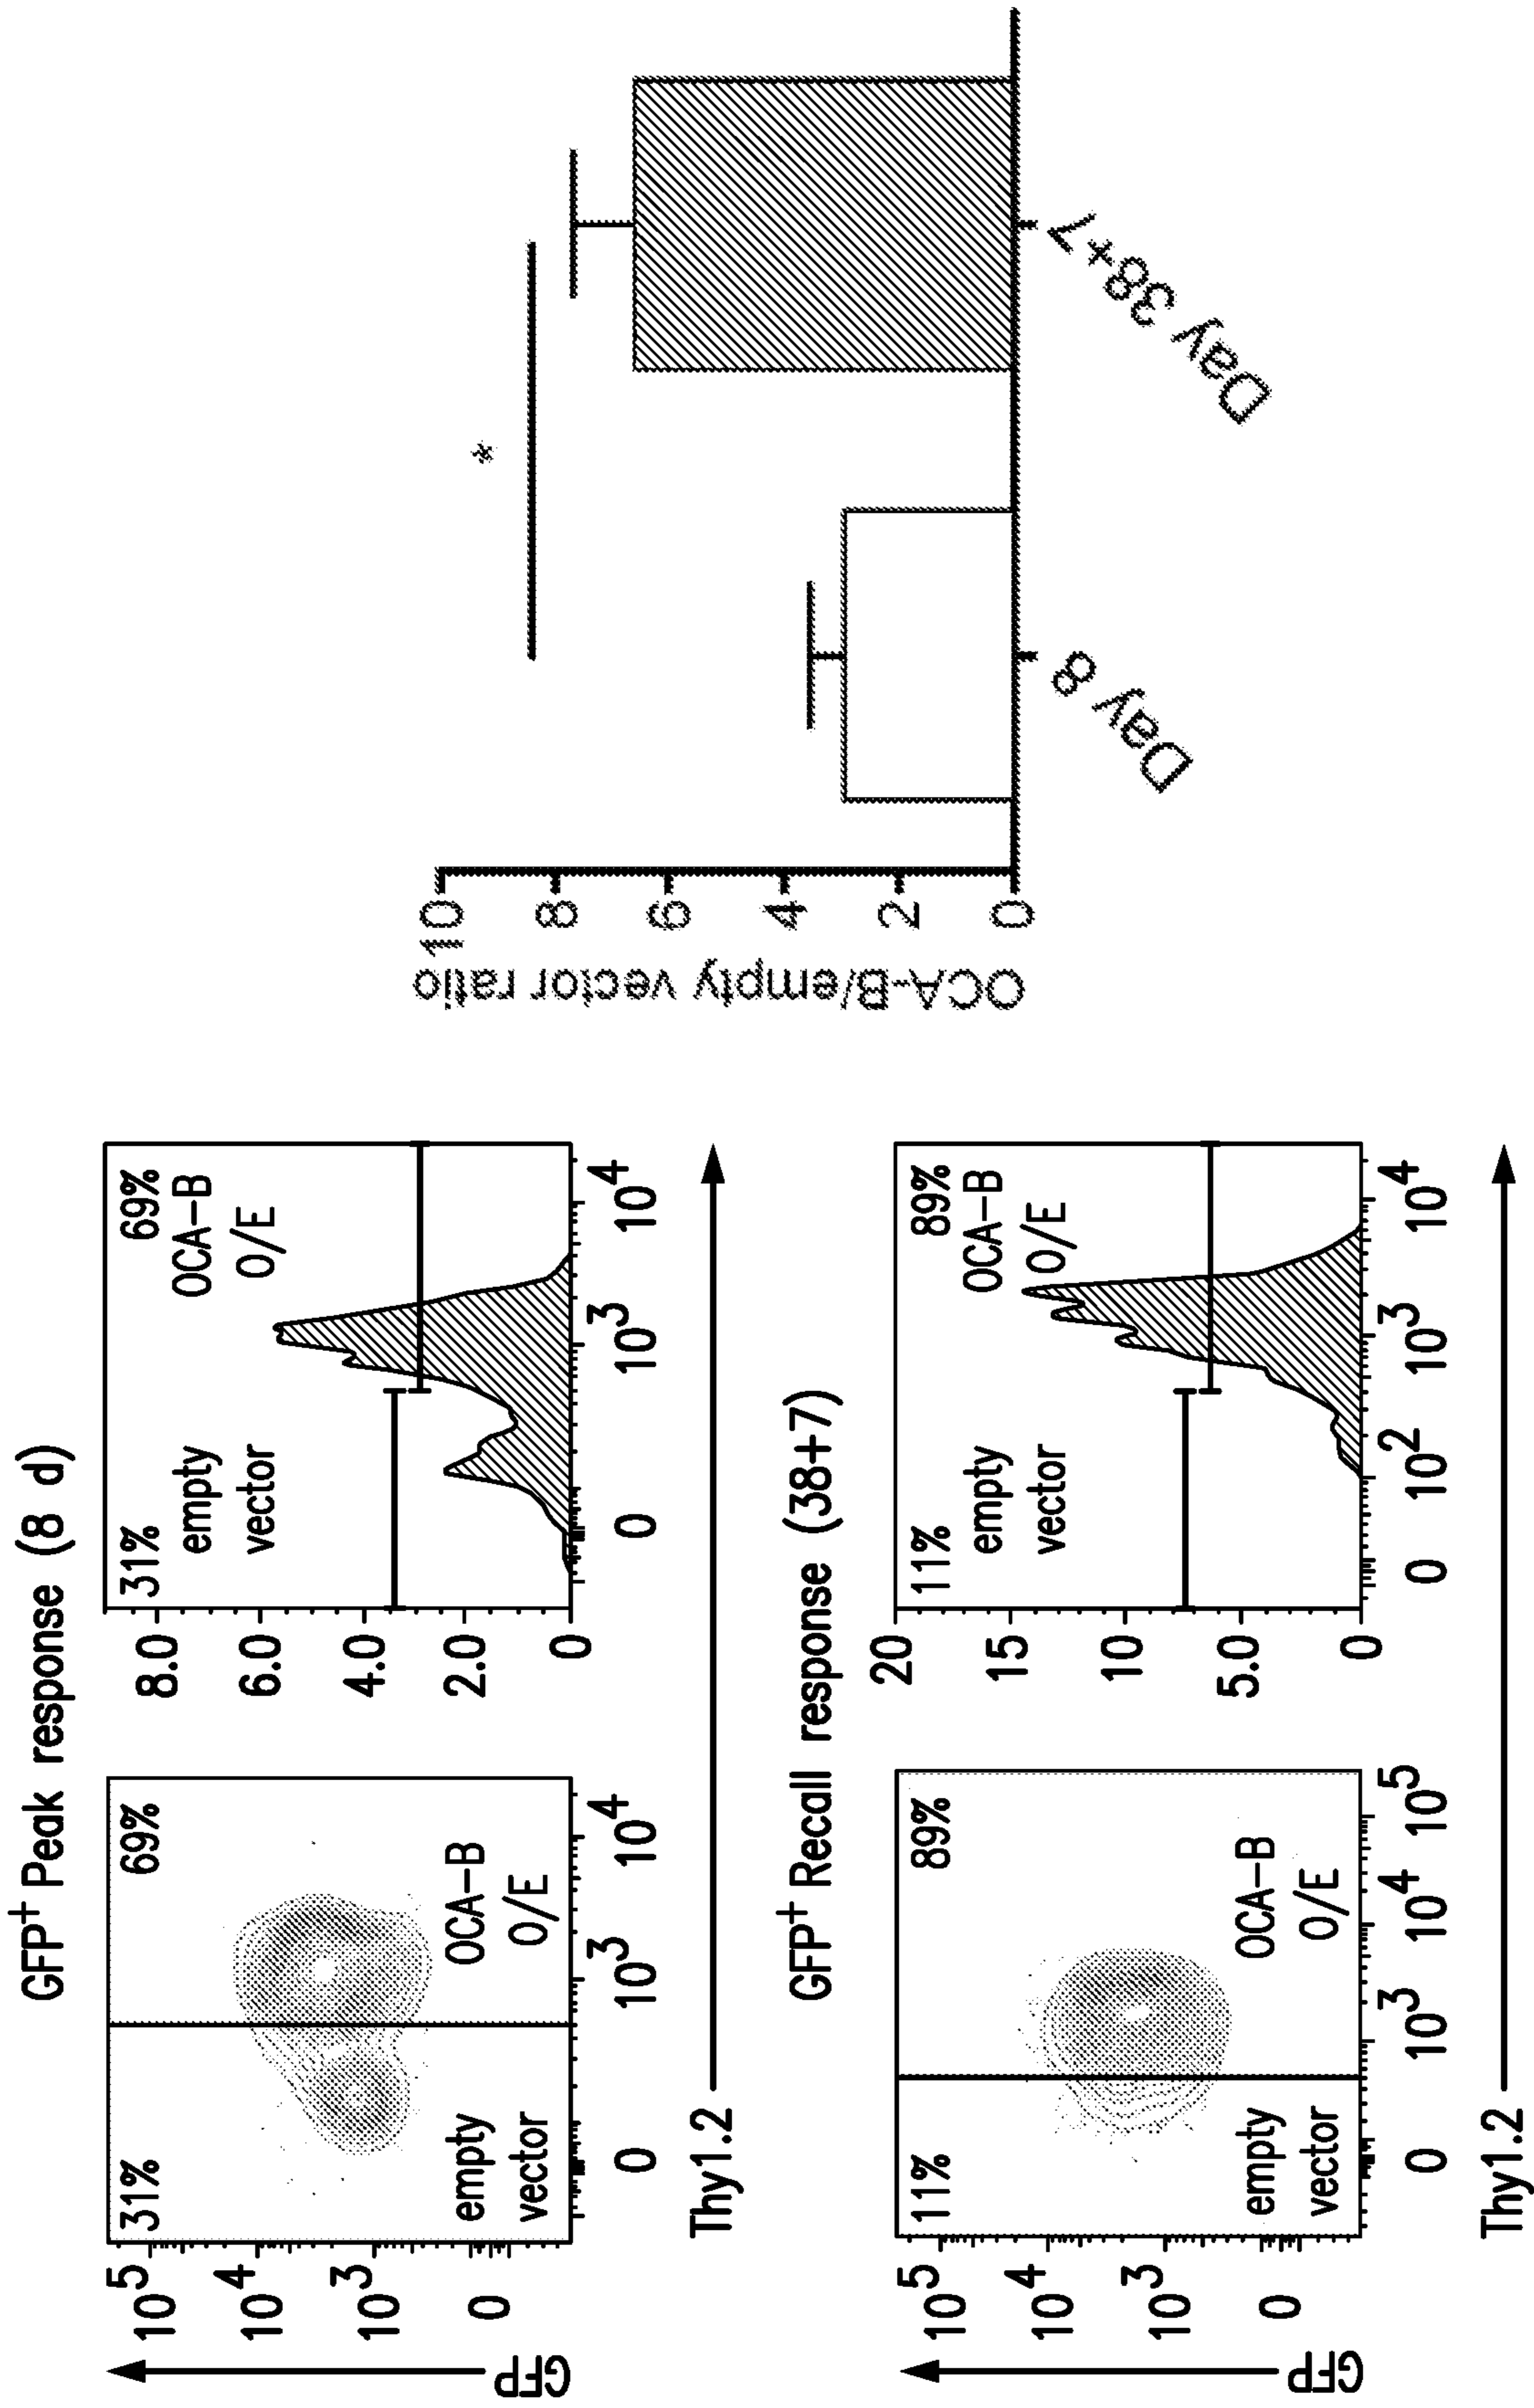 GFP+ Peak response (8 d)
10^5
10^4
10^3
0
GFP
31%
69%
empty
vector
OCA-B
O/E
0
10^3
10^4
8.0
6.0
4.0
2.0
0
31%
69%
empty
vector
OCA-B
O/E
0
10^3
10^4
Thy1.2
GFP+ Recall response (38+7)
10^5
10^4
10^3
0
GFP
11%
89%
empty
vector
OCA-B
O/E
0
10^3
10^4
10^5
20
15
10
5.0
0
11%
89%
empty
vector
OCA-B
O/E
0
10^2
10^3
10^4
Thy1.2
OCA-B/empty vector ratio
10
8
6
4
2
0
*
Day 8
Day 38+7